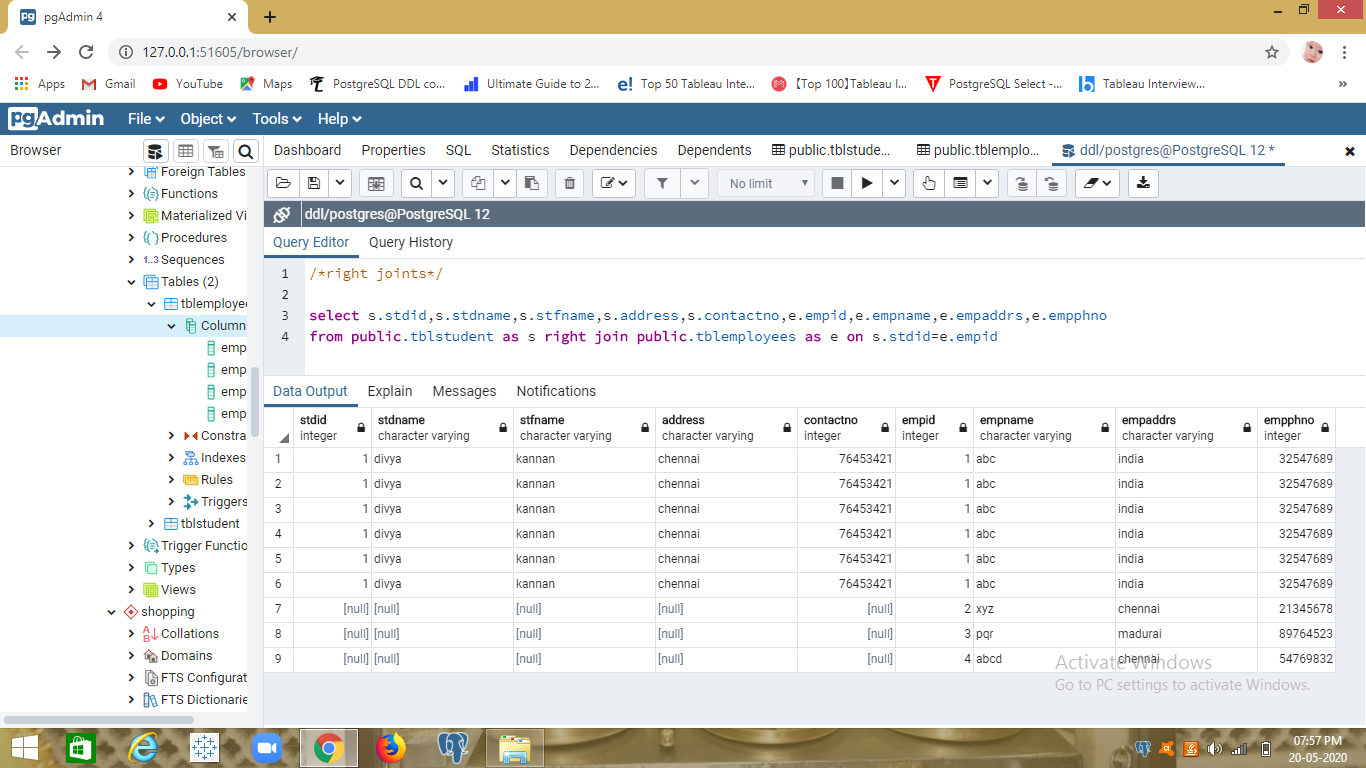 pgAdmin 4
127.0.0.1:51605/browser/
Apps Gmail YouTube Maps PostgreSQL DDL co... Ultimate Guide to 2... Top 50 Tableau Inte... 【Top 100】Tableau I... PostgreSQL Select -... Tableau Interview... »
pgAdmin File Object Tools Help
Browser
Dashboard Properties SQL Statistics Dependencies Dependents public.tblstude... public.tblemplo... ddl/postgres@PostgreSQL 12 *
Foreign Tables
Functions
Materialized Vi
Procedures
1..3 Sequences
Tables (2)
tblemployee
Column
emp
emp
emp
emp
Constra
Indexes
Rules
Triggers
tblstudent
Trigger Functio
Types
Views
shopping
Collations
Domains
FTS Configurat
FTS Dictionarie
No limit
ddl/postgres@PostgreSQL 12
Query Editor Query History
1 /*right joints*/
2
3 select s.stdid,s.stdname,s.stfname,s.address,s.contactno,e.empid,e.empname,e.empaddrs,e.empphno
4 from public.tblstudent as s right join public.tblemployees as e on s.stdid=e.empid
Data Output Explain Messages Notifications
stdid stdname stfname address contactno empid empname empaddrs empphno
integer character varying character varying character varying integer integer character varying character varying integer
1 1 divya kannan chennai 76453421 1 abc india 32547689
2 1 divya kannan chennai 76453421 1 abc india 32547689
3 1 divya kannan chennai 76453421 1 abc india 32547689
4 1 divya kannan chennai 76453421 1 abc india 32547689
5 1 divya kannan chennai 76453421 1 abc india 32547689
6 1 divya kannan chennai 76453421 1 abc india 32547689
7 [null] [null] [null] [null] [null] 2 xyz chennai 21345678
8 [null] [null] [null] [null] [null] 3 pqr madurai 89764523
9 [null] [null] [null] [null] [null] 4 abcd chennai 54769832
Activate Windows
Go to PC settings to activate Windows.
07:57 PM
20-05-2020